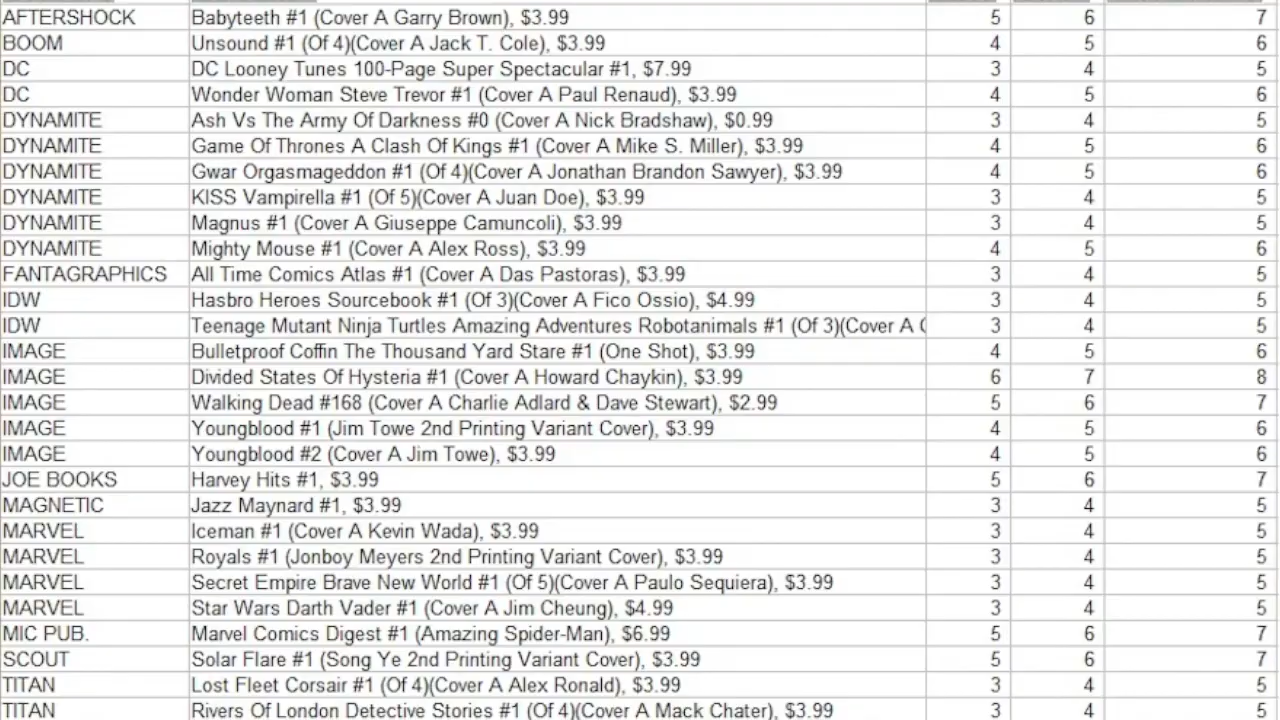 AFTERSHOCK Babyteeth #1 (Cover A Garry Brown), $3.99 5 6 7
BOOM Unsound #1 (Of 4)(Cover A Jack T. Cole), $3.99 4 5 6
DC DC Looney Tunes 100-Page Super Spectacular #1, $7.99 3 4 5
DC Wonder Woman Steve Trevor #1 (Cover A Paul Renaud), $3.99 4 5 6
DYNAMITE Ash Vs The Army Of Darkness #0 (Cover A Nick Bradshaw), $0.99 3 4 5
DYNAMITE Game Of Thrones A Clash Of Kings #1 (Cover A Mike S. Miller), $3.99 4 5 6
DYNAMITE Gwar Orgasmageddon #1 (Of 4)(Cover A Jonathan Brandon Sawyer), $3.99 4 5 6
DYNAMITE KISS Vampirella #1 (Of 5)(Cover A Juan Doe), $3.99 3 4 5
DYNAMITE Magnus #1 (Cover A Giuseppe Camuncoli), $3.99 3 4 5
DYNAMITE Mighty Mouse #1 (Cover A Alex Ross), $3.99 4 5 6
FANTAGRAPHICS All Time Comics Atlas #1 (Cover A Das Pastoras), $3.99 3 4 5
IDW Hasbro Heroes Sourcebook #1 (Of 3)(Cover A Fico Ossio), $4.99 3 4 5
IDW Teenage Mutant Ninja Turtles Amazing Adventures Robotanimals #1 (Of 3)(Cover A 3 4 5
IMAGE Bulletproof Coffin The Thousand Yard Stare #1 (One Shot), $3.99 4 5 6
IMAGE Divided States Of Hysteria #1 (Cover A Howard Chaykin), $3.99 6 7 8
IMAGE Walking Dead #168 (Cover A Charlie Adlard & Dave Stewart), $2.99 5 6 7
IMAGE Youngblood #1 (Jim Towe 2nd Printing Variant Cover), $3.99 4 5 6
IMAGE Youngblood #2 (Cover A Jim Towe), $3.99 4 5 6
JOE BOOKS Harvey Hits #1, $3.99 5 6 7
MAGNETIC Jazz Maynard #1, $3.99 3 4 5
MARVEL Iceman #1 (Cover A Kevin Wada), $3.99 3 4 5
MARVEL Royals #1 (Jonboy Meyers 2nd Printing Variant Cover), $3.99 3 4 5
MARVEL Secret Empire Brave New World #1 (Of 5)(Cover A Paulo Sequiera), $3.99 3 4 5
MARVEL Star Wars Darth Vader #1 (Cover A Jim Cheung), $4.99 3 4 5
MIC PUB. Marvel Comics Digest #1 (Amazing Spider-Man), $6.99 5 6 7
SCOUT Solar Flare #1 (Song Ye 2nd Printing Variant Cover), $3.99 5 6 7
TITAN Lost Fleet Corsair #1 (Of 4)(Cover A Alex Ronald), $3.99 3 4 5
TITAN Rivers Of London Detective Stories #1 (Of 4)(Cover A Mack Chater), $3.99 3 4 5